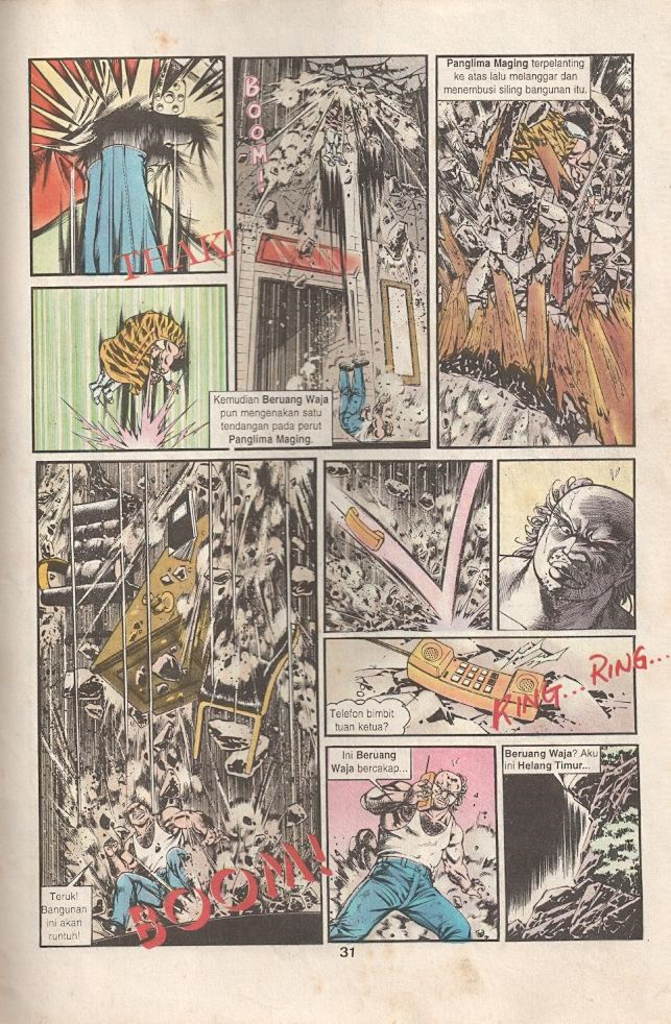 THAK!
BOOM!
Panglima Maging terpelanting
ke atas lalu melanggar dan
menembusi siling bangunan itu.
Kemudian Beruang Waja
pun mengenakan satu
tendangan pada perut
Panglima Maging.
Teruk!
Bangunan
ini akan
runtuh!
BOOM!
RING... RING...
Telefon bimbit
tuan ketua?
Ini Beruang
Waja bercakap...
Beruang Waja? Aku
ini Helang Timur...
31